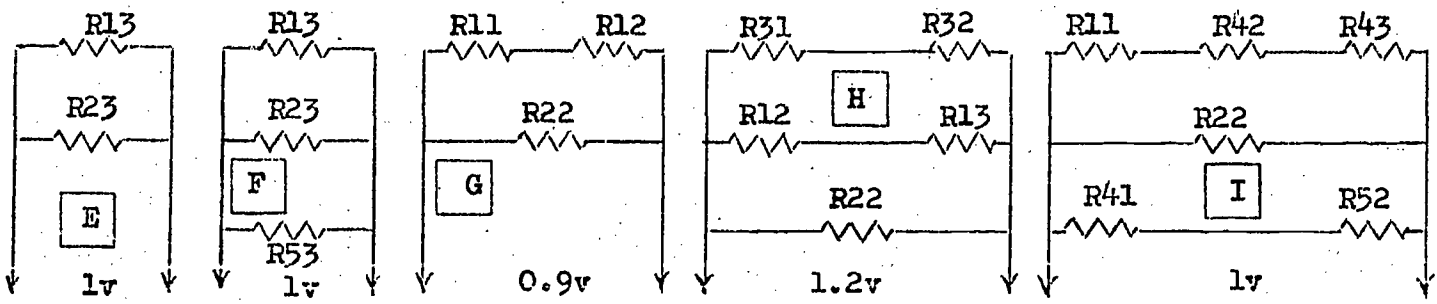 R13 R13 R11 R12 R31 R32 R11 R42 R43
R23 R23 R22 H R12 R13 R22
E F G R22 R41 I R52
R53
1v 1v 0.9v 1.2v 1v